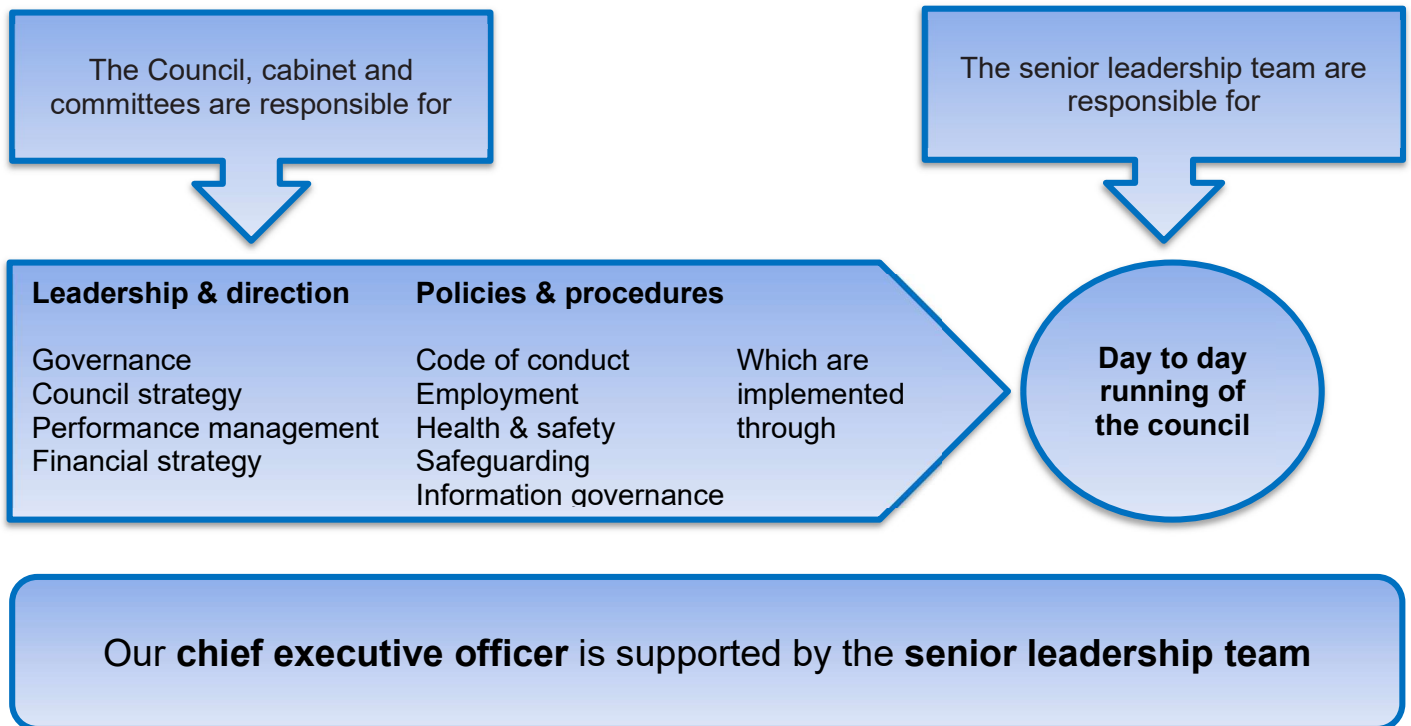 The Council, cabinet and
committees are responsible for
The senior leadership team are
responsible for
Leadership & direction
Governance
Council strategy
Performance management
Financial strategy
Policies & procedures
Code of conduct
Employment
Health & safety
Safeguarding
Information governance
Which are
implemented
through
Day to day
running of
the council
Our chief executive officer is supported by the senior leadership team